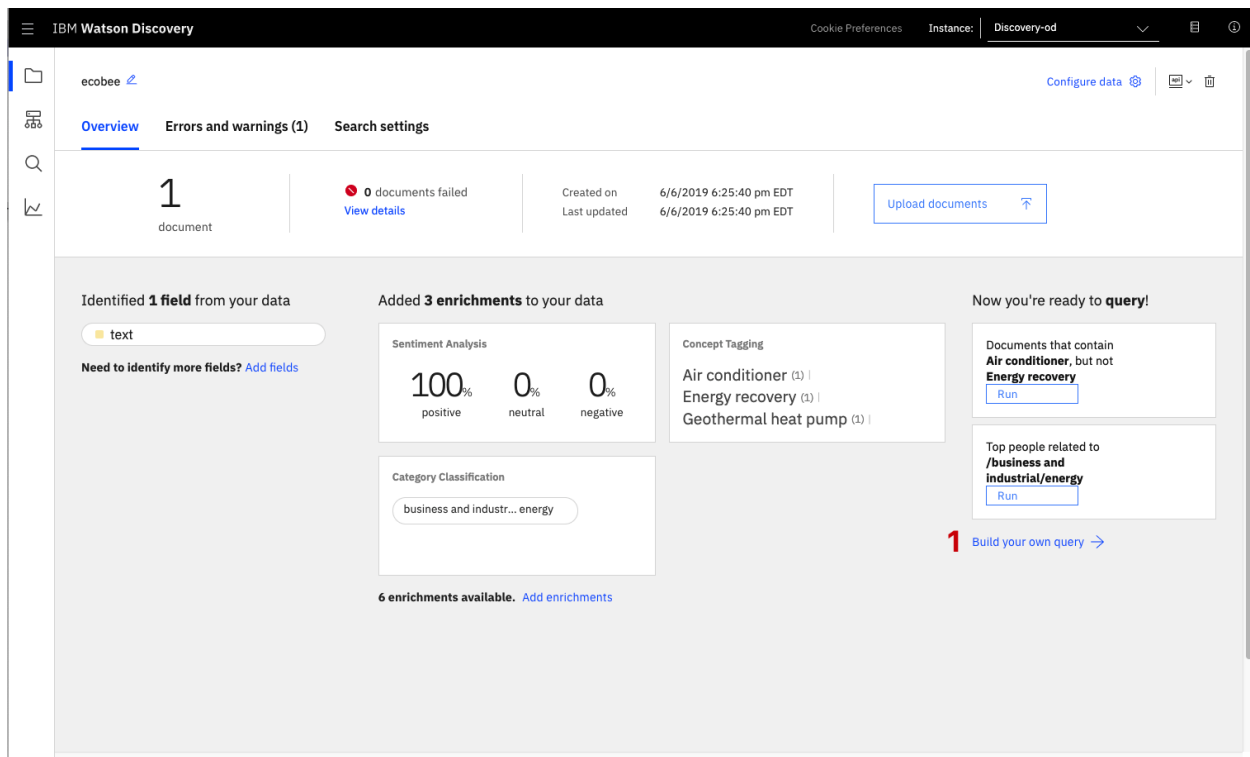 IBM Watson Discovery
Cookie Preferences
Instance:
Discovery-od
ecobee
Configure data
api
Overview
Errors and warnings (1)
Search settings
1
document
0 documents failed
View details
Created on 6/6/2019 6:25:40 pm EDT
Last updated 6/6/2019 6:25:40 pm EDT
Upload documents
Identified 1 field from your data
text
Need to identify more fields? Add fields
Added 3 enrichments to your data
Sentiment Analysis
100% 0% 0%
positive neutral negative
Concept Tagging
Air conditioner (1)
Energy recovery (1)
Geothermal heat pump (1)
Category Classification
business and industr... energy
6 enrichments available. Add enrichments
Now you're ready to query!
Documents that contain
Air conditioner, but not
Energy recovery
Run
Top people related to
/business and
industrial/energy
Run
1 Build your own query